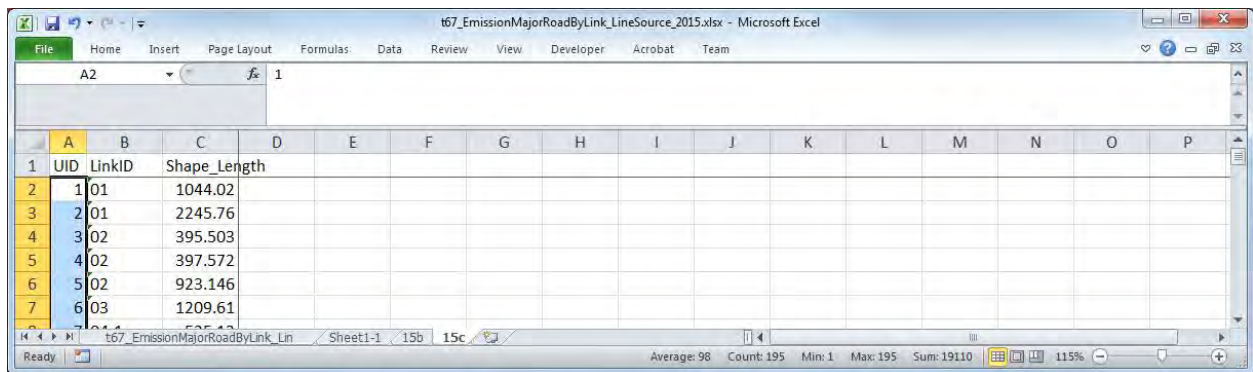 t67_EmissionMajorRoadByLink_LineSource_2015.xlsx - Microsoft Excel
File Home Insert Page Layout Formulas Data Review View Developer Acrobat Team
A2 fx 1
A B C D E F G H I J K L M N O P
1 UID LinkID Shape_Length
2 1 01 1044.02
3 2 01 2245.76
4 3 02 395.503
5 4 02 397.572
6 5 02 923.146
7 6 03 1209.61
t67_EmissionMajorRoadByLink_Lin Sheet1-1 15b 15c
Ready Average: 98 Count: 195 Min: 1 Max: 195 Sum: 19110 115%